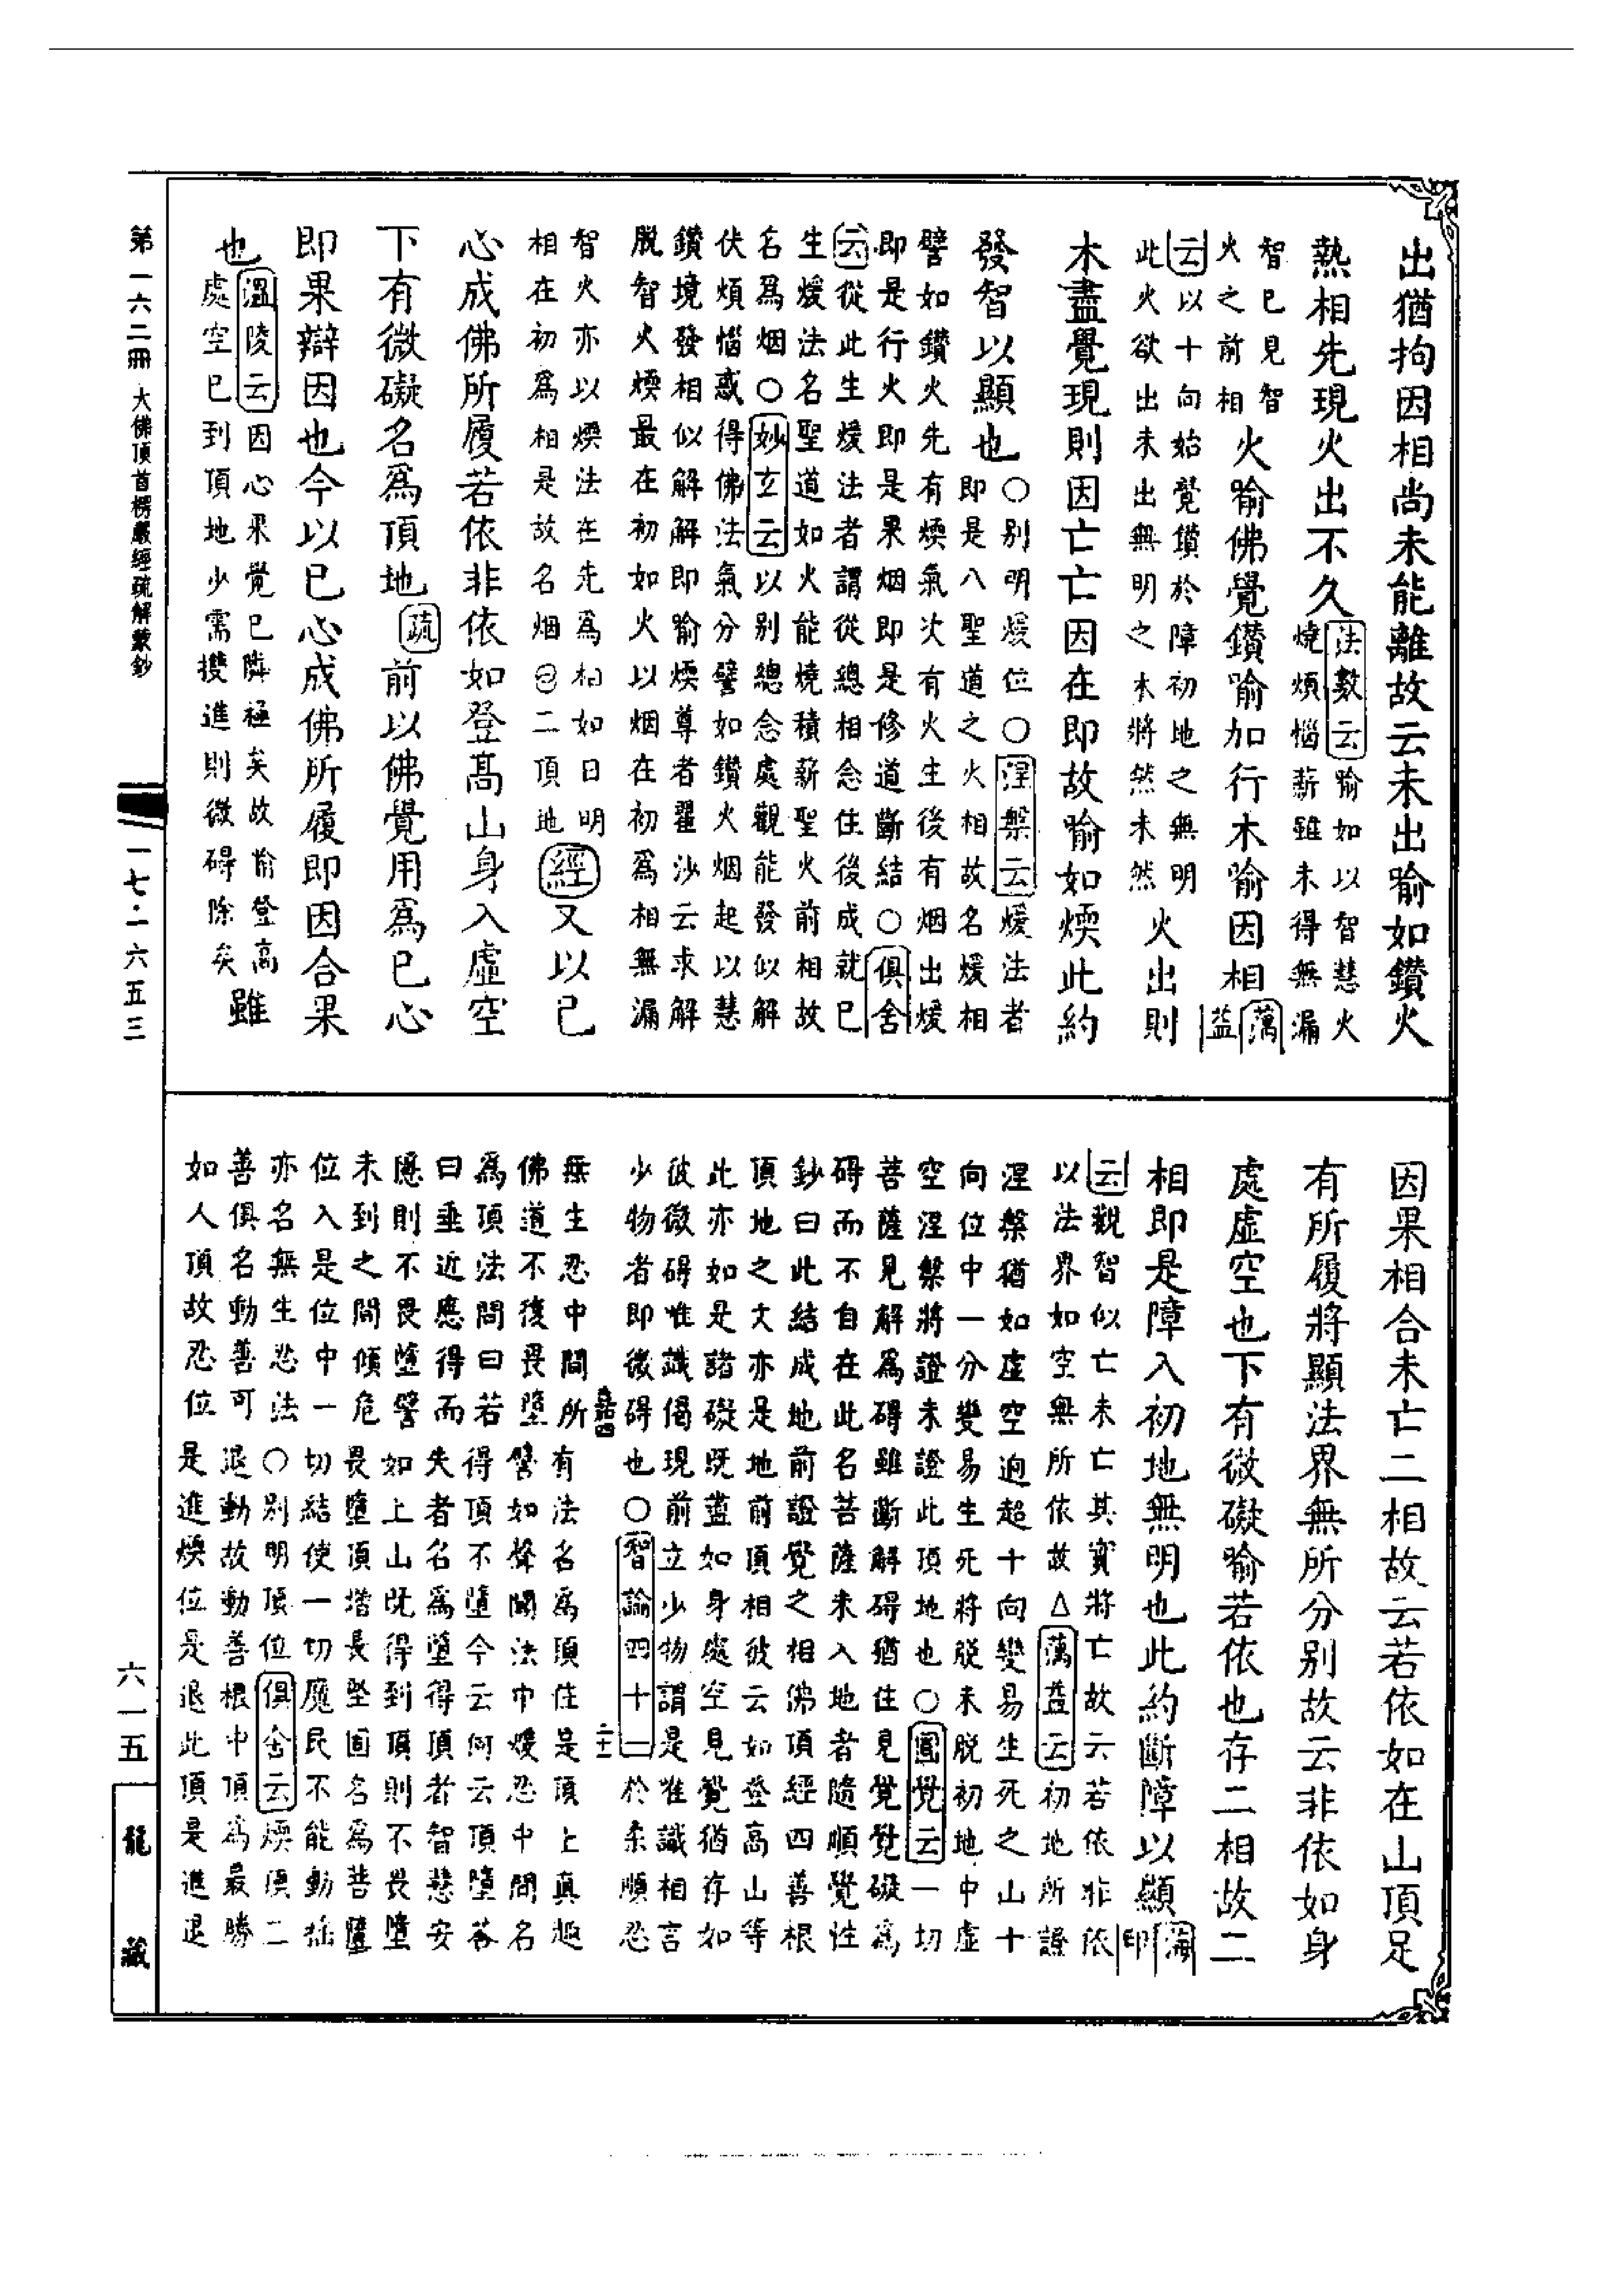 出猶拘因相尚未能離故云未出喻如鑽火
熱相先現火出不久法數云喻如以智慧火
燒煩惱薪雖未得無漏
智已見智
火之前相火喻佛覺鑽喻加行木喻因相蕅
益
云以十向始覺鑽於障初地之無明
此火欲出未出無明之木將然未然火出則
木盡覺現則因亡亡因在即故喻如煗此約
發智以顯也○別明煖位○涅槃云煖法者
即是八聖道之火相故名煖相
譬如鑽火先有煗氣次有火生後有烟出煖
即是行火即是果烟即是修道斷結○俱舍
云從此生煖法者謂從總相念住後成就已
生煖法名聖道如火能燒積薪聖火前相故
名為烟○妙玄云以別總念處觀能發似解
伏煩惱惑得佛法氣分譬如鑽火烟起以慧
鑽境發相似解解即喻煗尊者瞿沙云求解
脫智火煗最在初如火以烟在初為相無漏
智火亦以煗法在先為相如日明
相在初為相是故名烟㊁二頂地經又以已
心成佛所履若依非依如登高山身入虛空
下有微礙名為頂地疏前以佛覺用為已心
即果辯因也今以已心成佛所履即因合果
也溫陵云因心果覺已隣極矣故喻登高
處空已到頂地少需攙進則微碍除矣雖
因果相合未亡二相故云若依如在山頂足
有所履將顯法界無所分别故云非依如身
處虛空也下有微礙喻若依也存二相故二
相即是障入初地無明也此約斷障以顯㵎
印
云觀智似亡未亡其實將亡故云若依非依
以法界如空無所依故△蕅益云初地所證
涅槃猶如虛空迥超十向變易生死之山十
向位中一分變易生死將脫未脫初地中虛
空涅槃將證未證此頂地也○圓覺云一切
菩薩見解為碍雖斷解碍猶住見覺覺礙為
碍而不自在此名菩薩未入地者隨順覺性
鈔曰此結成地前證覺之相佛頂經四善根
頂地之文亦是地前頂相彼云如登高山等
此亦如是諸礙既盡如身處空見覺猶存如
彼微碍唯識偈現前立少物謂是唯識相言
少物者即微碍也○智論四十一於柔順忍
無生忍中間所有法名為頂住是頂上直趣
佛道不復畏墮譬如聲聞法中煖忍中間名
為頂法問曰若得頂不墮今云何云頂墮答
曰垂近應得而失者名為墮得頂者智慧安
隱則不畏墮譬如上山既得到頂則不畏墮
未到之間傾危畏墮頂增長堅固名為菩薩
位入是位中一切結使一切魔民不能動搖
亦名無生忍法○別明頂位俱舍云煗頂二
善俱名動善可退動故動善根中頂為最勝
如人頂故忍位是進煗位是退此頂是進退
第一六二冊 大佛頂首楞嚴經疏解蒙鈔
一七·一六五三
六一五
龍藏